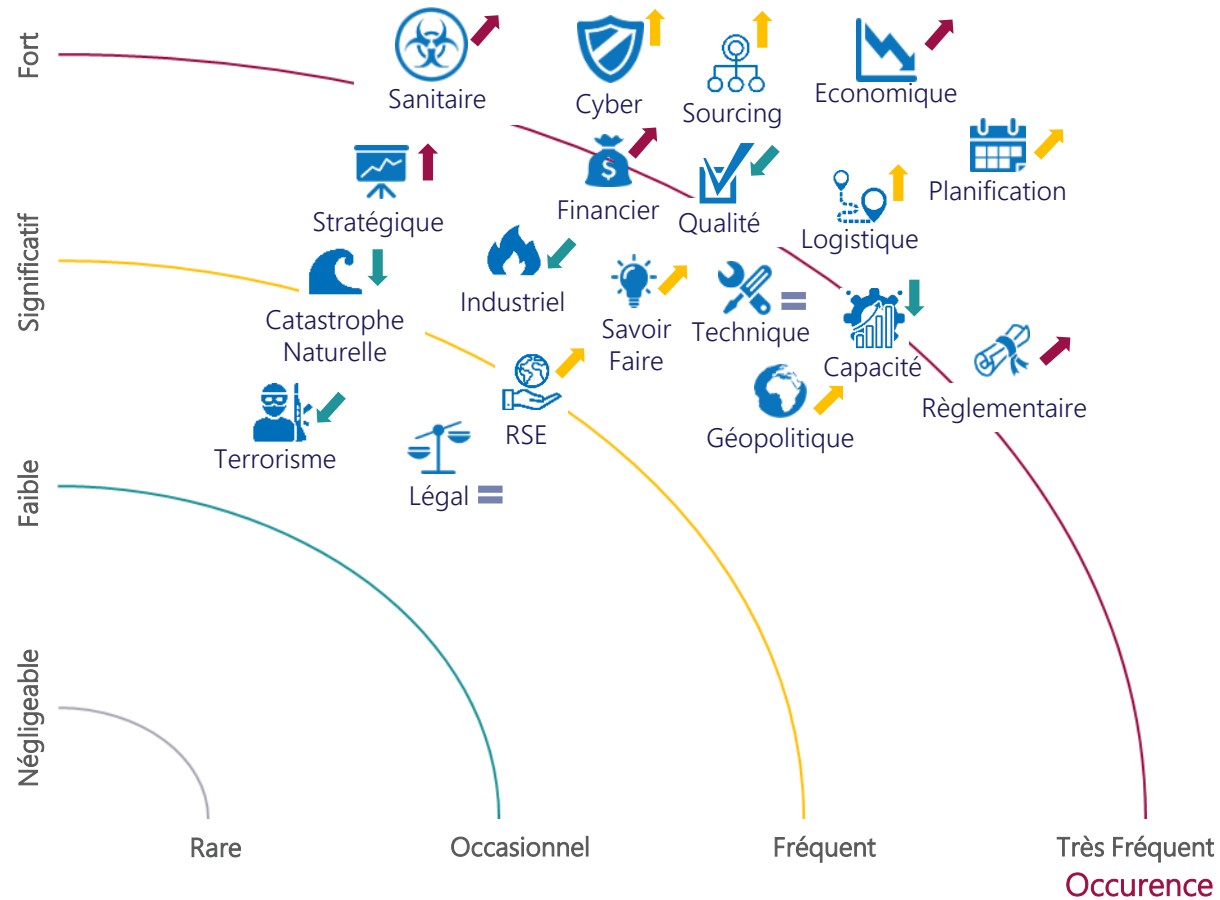 Fort
Significatif
Faible
Négligeable
Sanitaire
Cyber
Sourcing
Economique
Planification
Stratégique
Financier
$
Qualité
Logistique
Catastrophe
Naturelle
Industriel
Savoir
Faire
Technique
=
Capacité
Règlementaire
Terrorisme
Légal =
RSE
Géopolitique
Rare
Occasionnel
Fréquent
Très Fréquent
Occurence